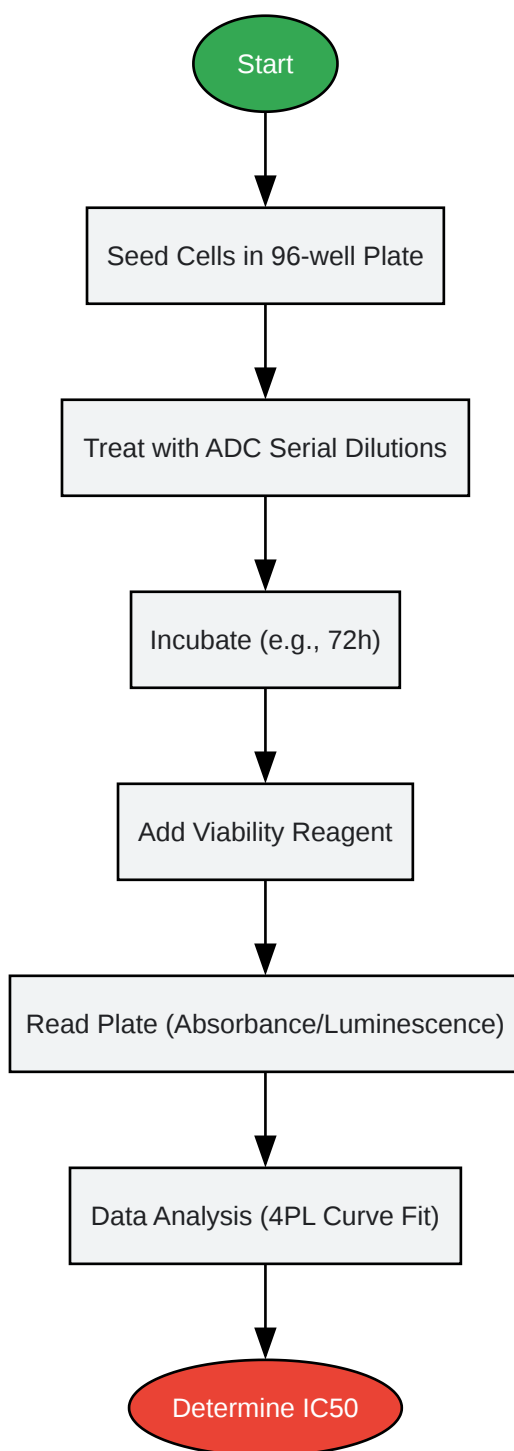 Start
Seed Cells in 96-well Plate
Treat with ADC Serial Dilutions
Incubate (e.g., 72h)
Add Viability Reagent
Read Plate (Absorbance/Luminescence)
Data Analysis (4PL Curve Fit)
Determine IC50